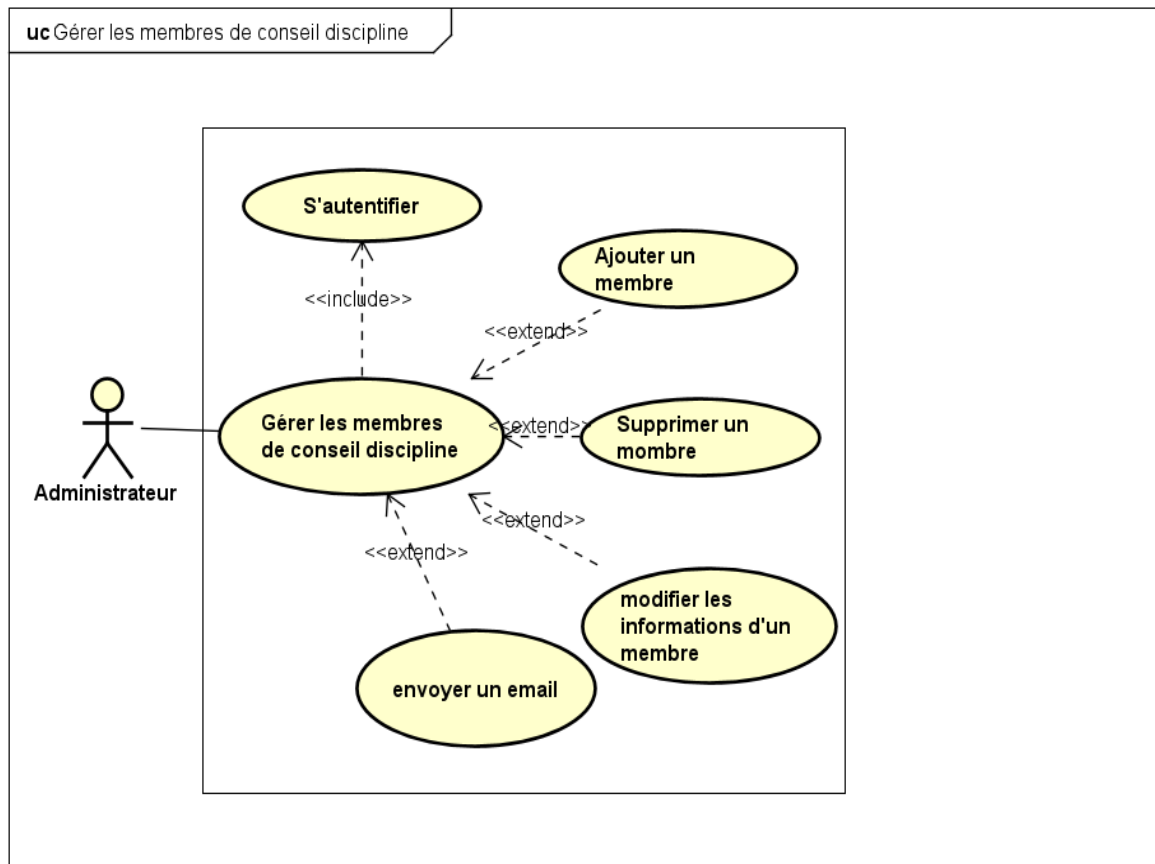 uc Gérer les membres de conseil discipline
S'autentifier
Ajouter un
membre
<<include>>
<<extend>>
Gérer les membres
de conseil discipline
<<extend>>
Supprimer un
mombre
Administrateur
<<extend>>
<<extend>>
modifier les
informations d'un
membre
envoyer un email